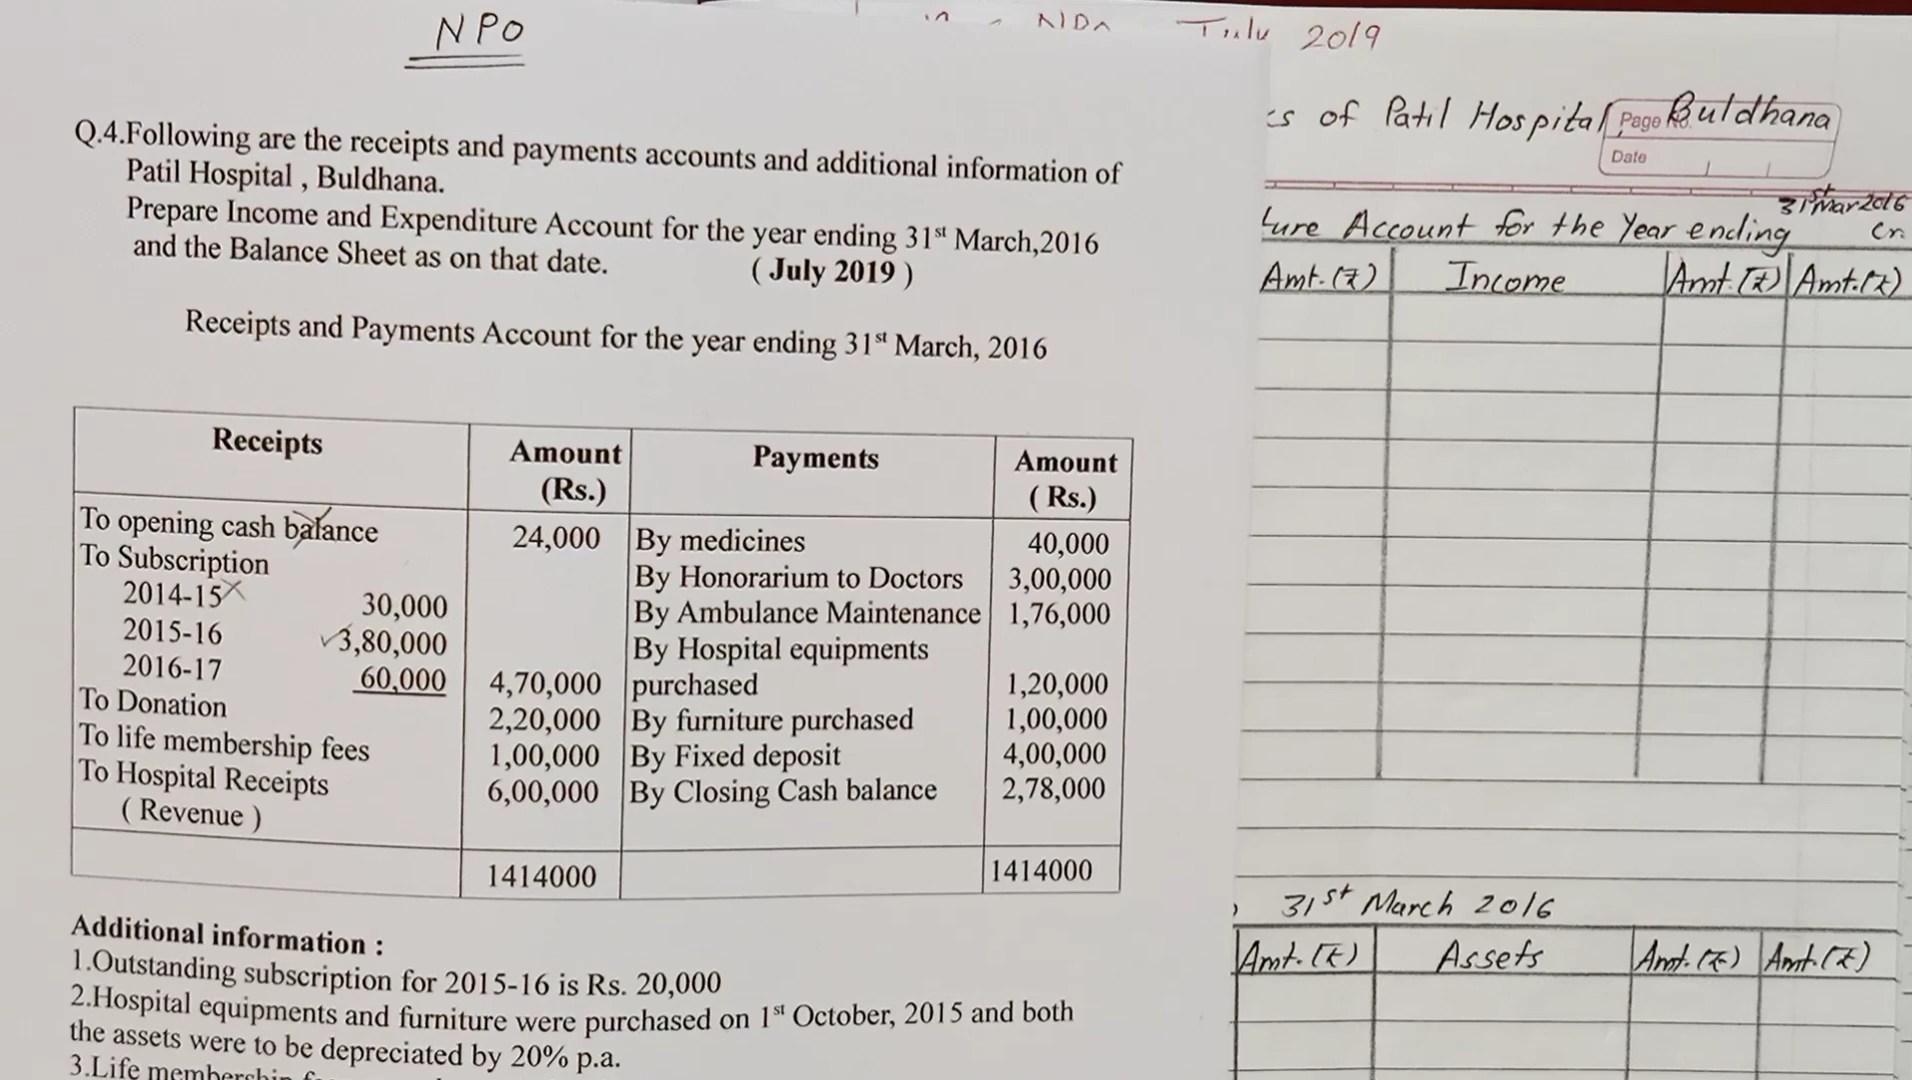 NPO
July 2019
Q.4.Following are the receipts and payments accounts and additional information of
Patil Hospital , Buldhana.
Prepare Income and Expenditure Account for the year ending 31st March,2016
and the Balance Sheet as on that date. ( July 2019 )
Receipts and Payments Account for the year ending 31st March, 2016
Receipts Amount (Rs.) Payments Amount ( Rs.)
To opening cash balance 24,000 By medicines 40,000
To Subscription By Honorarium to Doctors 3,00,000
2014-15 30,000 By Ambulance Maintenance 1,76,000
2015-16 3,80,000 By Hospital equipments
2016-17 60,000 4,70,000 purchased 1,20,000
To Donation 2,20,000 By furniture purchased 1,00,000
To life membership fees 1,00,000 By Fixed deposit 4,00,000
To Hospital Receipts 6,00,000 By Closing Cash balance 2,78,000
( Revenue )
1414000 1414000
Additional information :
1.Outstanding subscription for 2015-16 is Rs. 20,000
2.Hospital equipments and furniture were purchased on 1st October, 2015 and both
the assets were to be depreciated by 20% p.a.
3.Life membership
of Patil Hospital, Buldhana
Page No.
Date
31st Mar 2016
Account for the Year ending Cr.
Amt.(₹) Income Amt.(₹) Amt.(₹)
31st March 2016
Amt.(₹) Assets Amt.(₹) Amt.(₹)